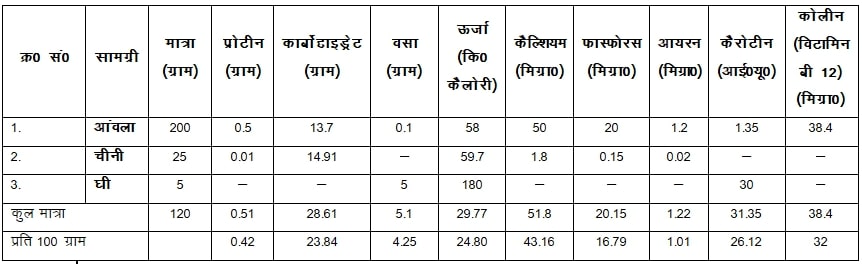 क्र0 सं0 सामग्री मात्रा (ग्राम) प्रोटीन (ग्राम) कार्बोहाइड्रेट (ग्राम) वसा (ग्राम) ऊर्जा (कि0 कैलोरी) कैल्शियम (मिग्रा0) फास्फोरस (मिग्रा0) आयरन (मिग्रा0) कैरोटीन (आई0यू0) कोलीन (विटामिन बी 12) (मिग्रा0)
1. आंवला 200 0.5 13.7 0.1 58 50 20 1.2 1.35 38.4
2. चीनी 25 0.01 14.91 – 59.7 1.8 0.15 0.02 – –
3. घी 5 – – 5 180 – – – 30
कुल मात्रा 120 0.51 28.61 5.1 29.77 51.8 20.15 1.22 31.35 38.4
प्रति 100 ग्राम 0.42 23.84 4.25 24.80 43.16 16.79 1.01 26.12 32